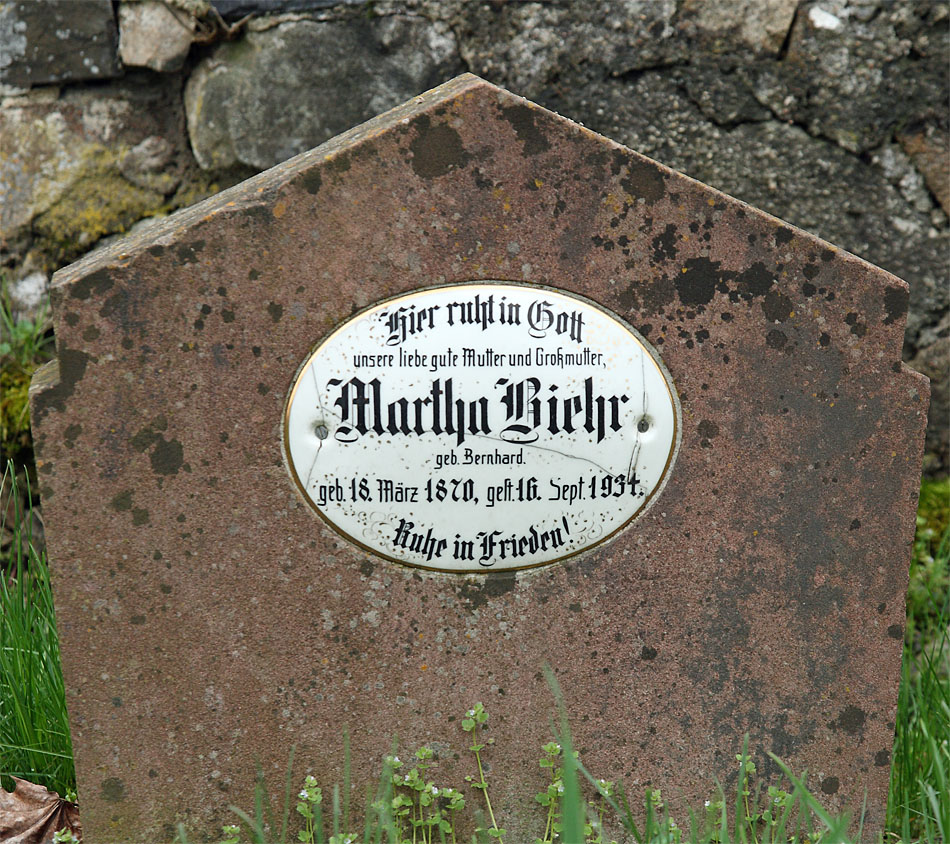 Hier ruht in Gott
unsere liebe gute Mutter und Großmutter,
Martha Biehr
geb. Bernhard.
geb. 18. März 1870, gest. 16. Sept. 1934.
Ruhe in Frieden!